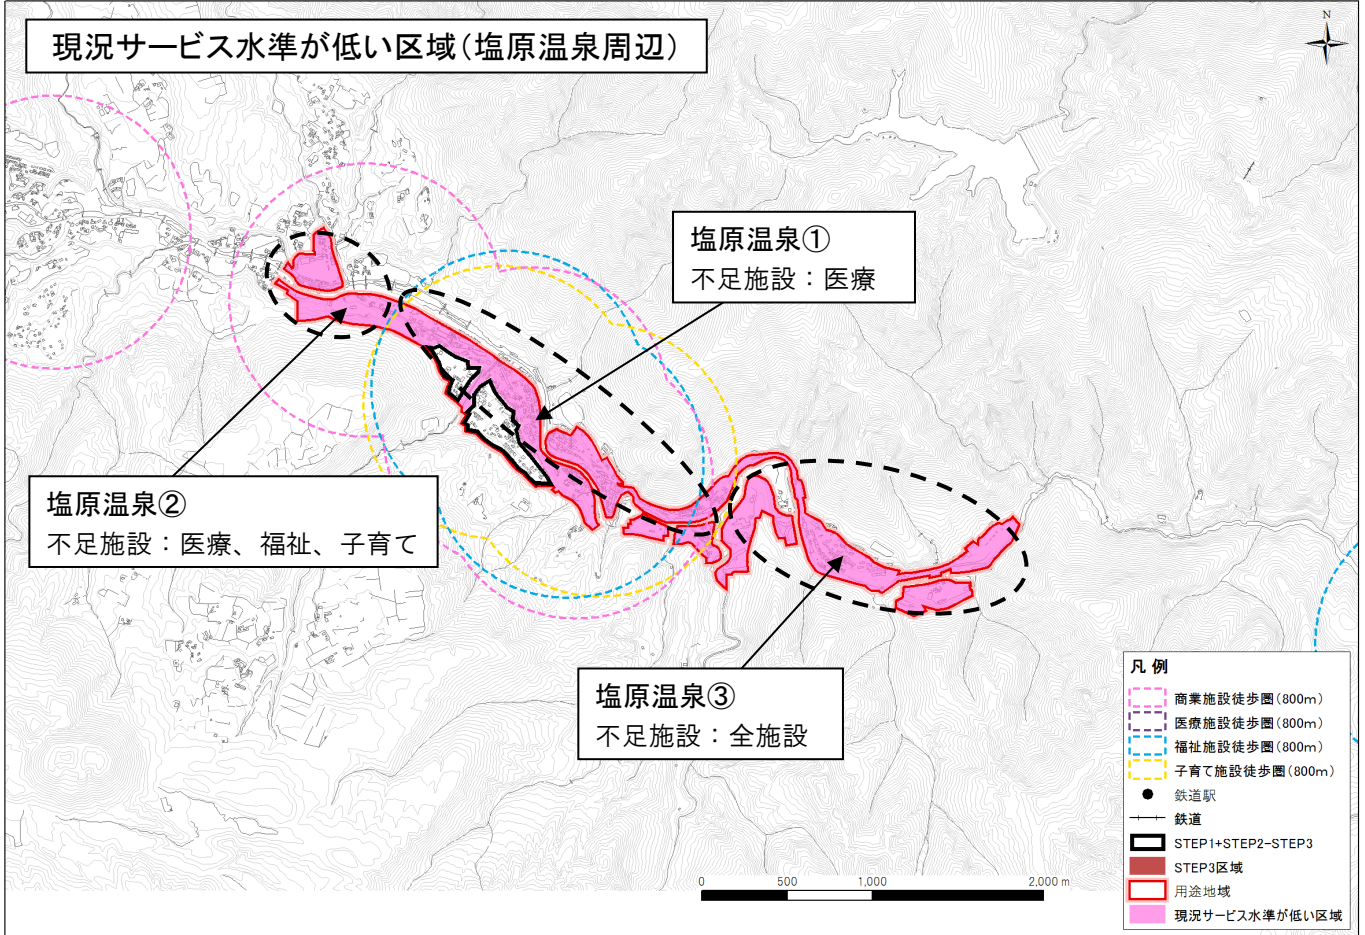 現況サービス水準が低い区域(塩原温泉周辺)
N
塩原温泉①
不足施設：医療
塩原温泉②
不足施設：医療、福祉、子育て
塩原温泉③
不足施設：全施設
凡例
商業施設徒歩圏(800m)
医療施設徒歩圏(800m)
福祉施設徒歩圏(800m)
子育て施設徒歩圏(800m)
鉄道駅
鉄道
STEP1+STEP2-STEP3
STEP3区域
用途地域
現況サービス水準が低い区域
0 500 1,000 2,000 m